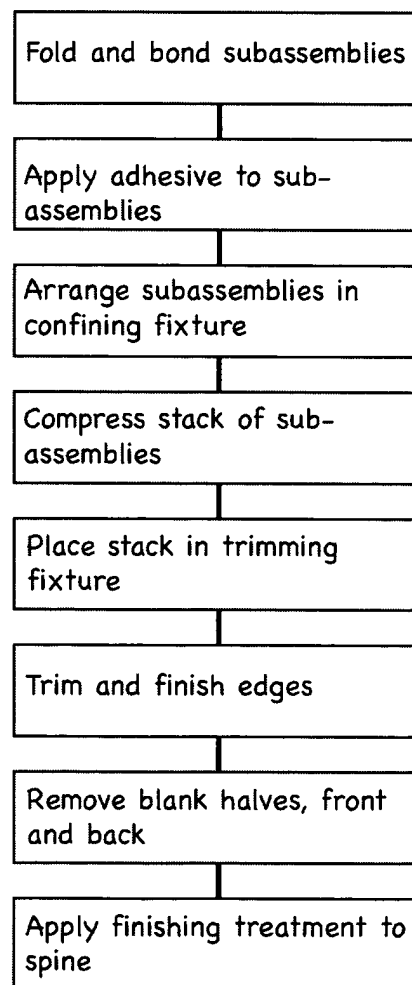 Fold and bond subassemblies
Apply adhesive to sub-
assemblies
Arrange subassemblies in
confining fixture
Compress stack of sub-
assemblies
Place stack in trimming
fixture
Trim and finish edges
Remove blank halves, front
and back
Apply finishing treatment to
spine